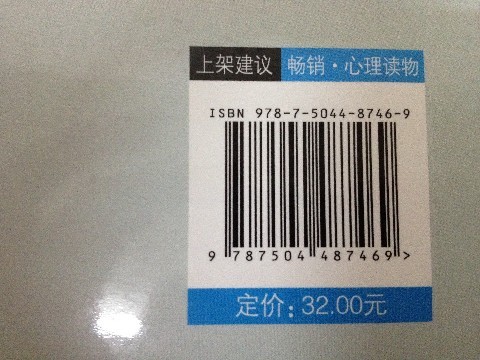 上架建议 畅销·心理读物
ISBN 978-7-5044-8746-9
9 787504 487469 >
定价：32.00元